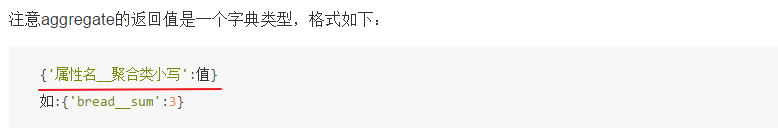 注意aggregate的返回值是一个字典类型，格式如下：
{'属性名__聚合类小写':值}
如:{'bread__sum':3}